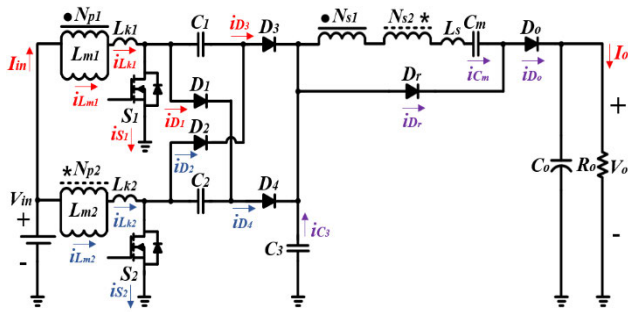 ● Np1 Lk1 C1 iD3 D3 ● Ns1 Ns2 * Ls Cm Do
Iin Lm1 iLk1 iCm iDo Io
iLm1 S1 D1 iD1 Dr iDr
iS1 D2 iD2 +
* Np2 Lk2 C2 D4 Co Ro Vo
Vin + Lm2 iLk2 iD4 iC3
- iLm2 S2 C3 -
iS2